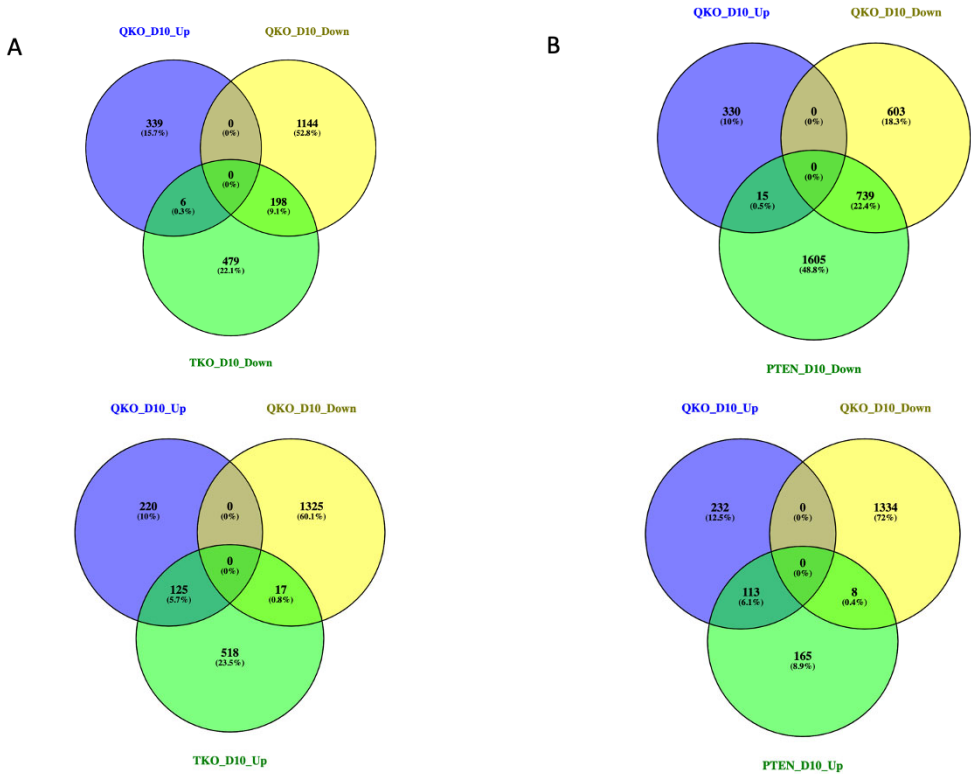 A
QKO_D10_Up QKO_D10_Down
339 0 1144
(15.7%) (0%) (52.8%)
0
(0%)
6 198
(0.3%) (9.1%)
479
(22.1%)
TKO_D10_Down
B
QKO_D10_Up QKO_D10_Down
330 0 603
(10%) (0%) (18.3%)
0
(0%)
15 739
(0.5%) (22.4%)
1605
(48.8%)
PTEN_D10_Down
QKO_D10_Up QKO_D10_Down
220 0 1325
(10%) (0%) (60.1%)
0
(0%)
125 17
(5.7%) (0.8%)
518
(23.5%)
TKO_D10_Up
QKO_D10_Up QKO_D10_Down
232 0 1334
(12.5%) (0%) (72%)
0
(0%)
113 8
(6.1%) (0.4%)
165
(8.9%)
PTEN_D10_Up